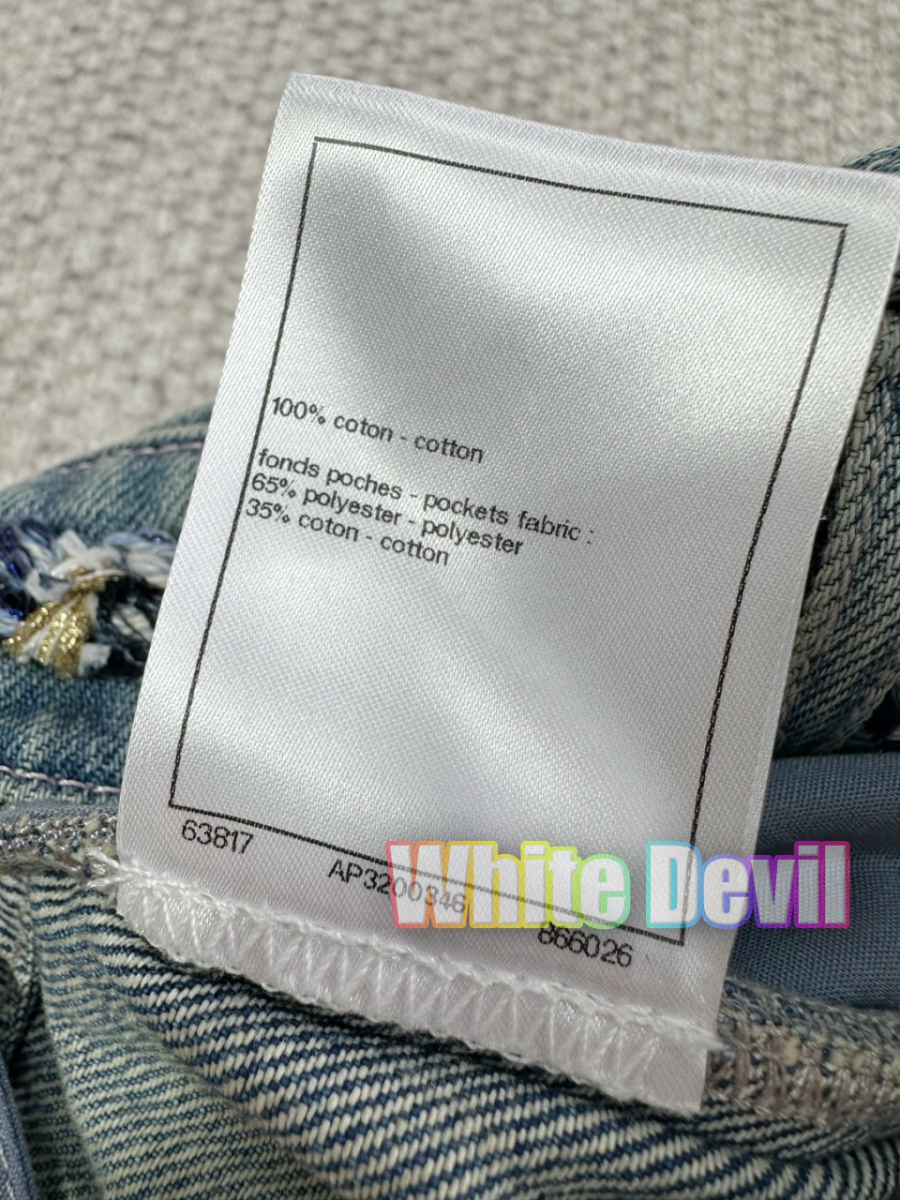 100% coton - cotton
fonds poches - pockets fabric :
65% polyester - polyester
35% coton - cotton
63817
AP3200346
866026
White Devil